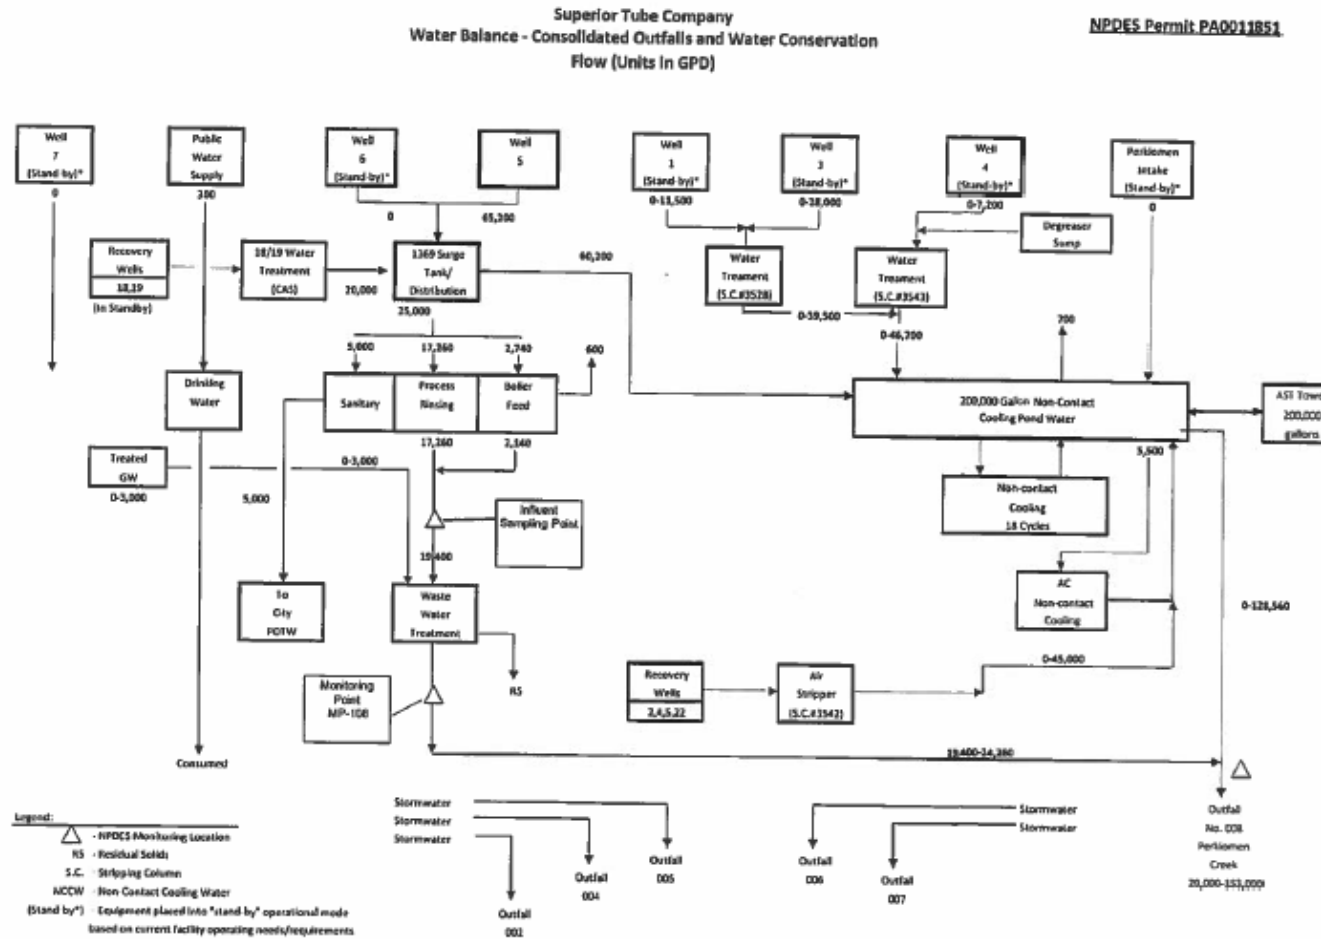 Superior Tube Company
Water Balance - Consolidated Outfalls and Water Conservation
Flow (Units in GPD)
NPDES Permit PA0011851
Well
7
(Stand-by)*
0
Public
Water
Supply
300
Well
6
(Stand-by)*
0
Well
5
65,200
Well
1
(Stand-by)*
0-11,500
Well
3
(Stand-by)*
0-28,000
Well
4
(Stand-by)*
0-7,200
Perkiomen
Intake
(Stand-by)*
0
Degreaser
Sump
Recovery
Wells
18,19
(In Standby)
18/19 Water
Treatment
(CAS)
20,000
1369 Surge
Tank/
Distribution
25,000
60,200
Water
Treament
(S.C.#3528)
0-39,500
Water
Treament
(S.C.#3543)
0-46,700
700
5,000
17,260
2,740
600
Drinking
Water
Sanitary
Process
Rinsing
Boiler
Feed
17,260
2,140
200,000 Gallon Non-Contact
Cooling Pond Water
AST Tower
200,000
gallons
5,500
Treated
GW
0-3,000
0-3,000
5,000
Influent
Sampling Point
19,400
Non-contact
Cooling
18 Cycles
To
City
POTW
Waste
Water
Treatment
AC
Non-contact
Cooling
0-128,560
0-45,000
RS
Monitoring
Point
MP-108
Recovery
Wells
2,4,5,22
Air
Stripper
(S.C.#3542)
Consumed
Stormwater
Stormwater
Stormwater
Outfall
005
Outfall
004
Outfall
002
Stormwater
Stormwater
Outfall
006
Outfall
007
Outfall
No. 008
Perkiomen
Creek
Legend:
- NPDES Monitoring Location
RS - Residual Solids
S.C. - Stripping Column
NCCW - Non Contact Cooling Water
(Stand by*) - Equipment placed into "stand-by" operational mode
based on current facility operating needs/requirements